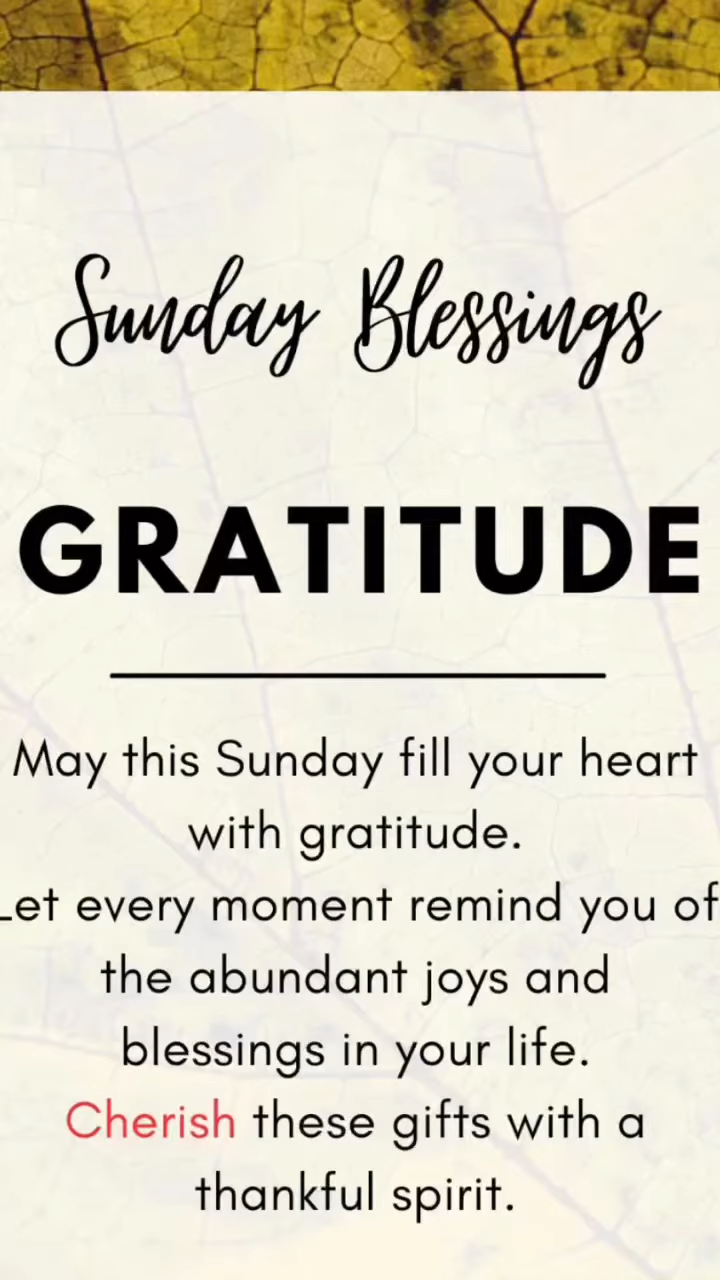 Sunday Blessings
GRATITUDE
May this Sunday fill your heart
with gratitude.
Let every moment remind you of
the abundant joys and
blessings in your life.
Cherish these gifts with a
thankful spirit.